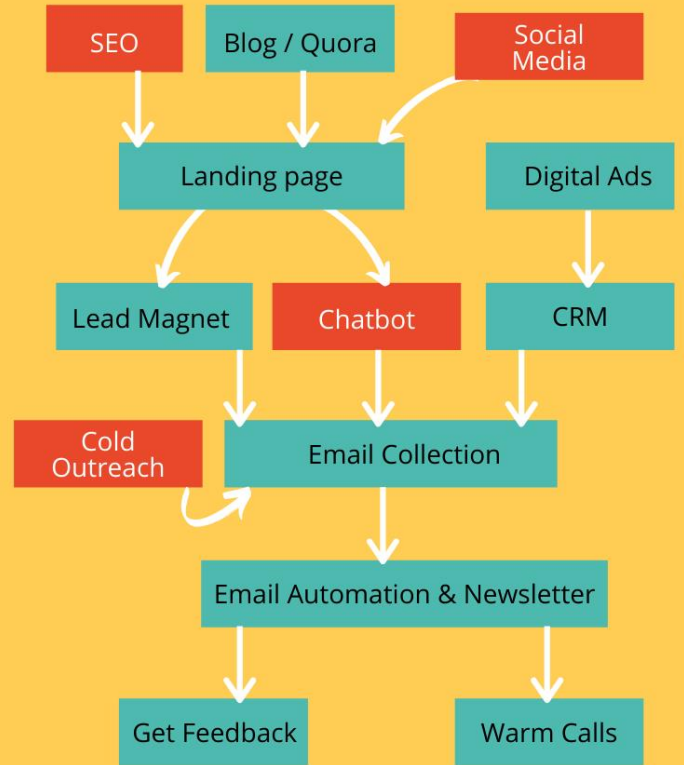 SEO
Blog / Quora
Social
Media
Landing page
Digital Ads
Lead Magnet
Chatbot
CRM
Cold
Outreach
Email Collection
Email Automation & Newsletter
Get Feedback
Warm Calls